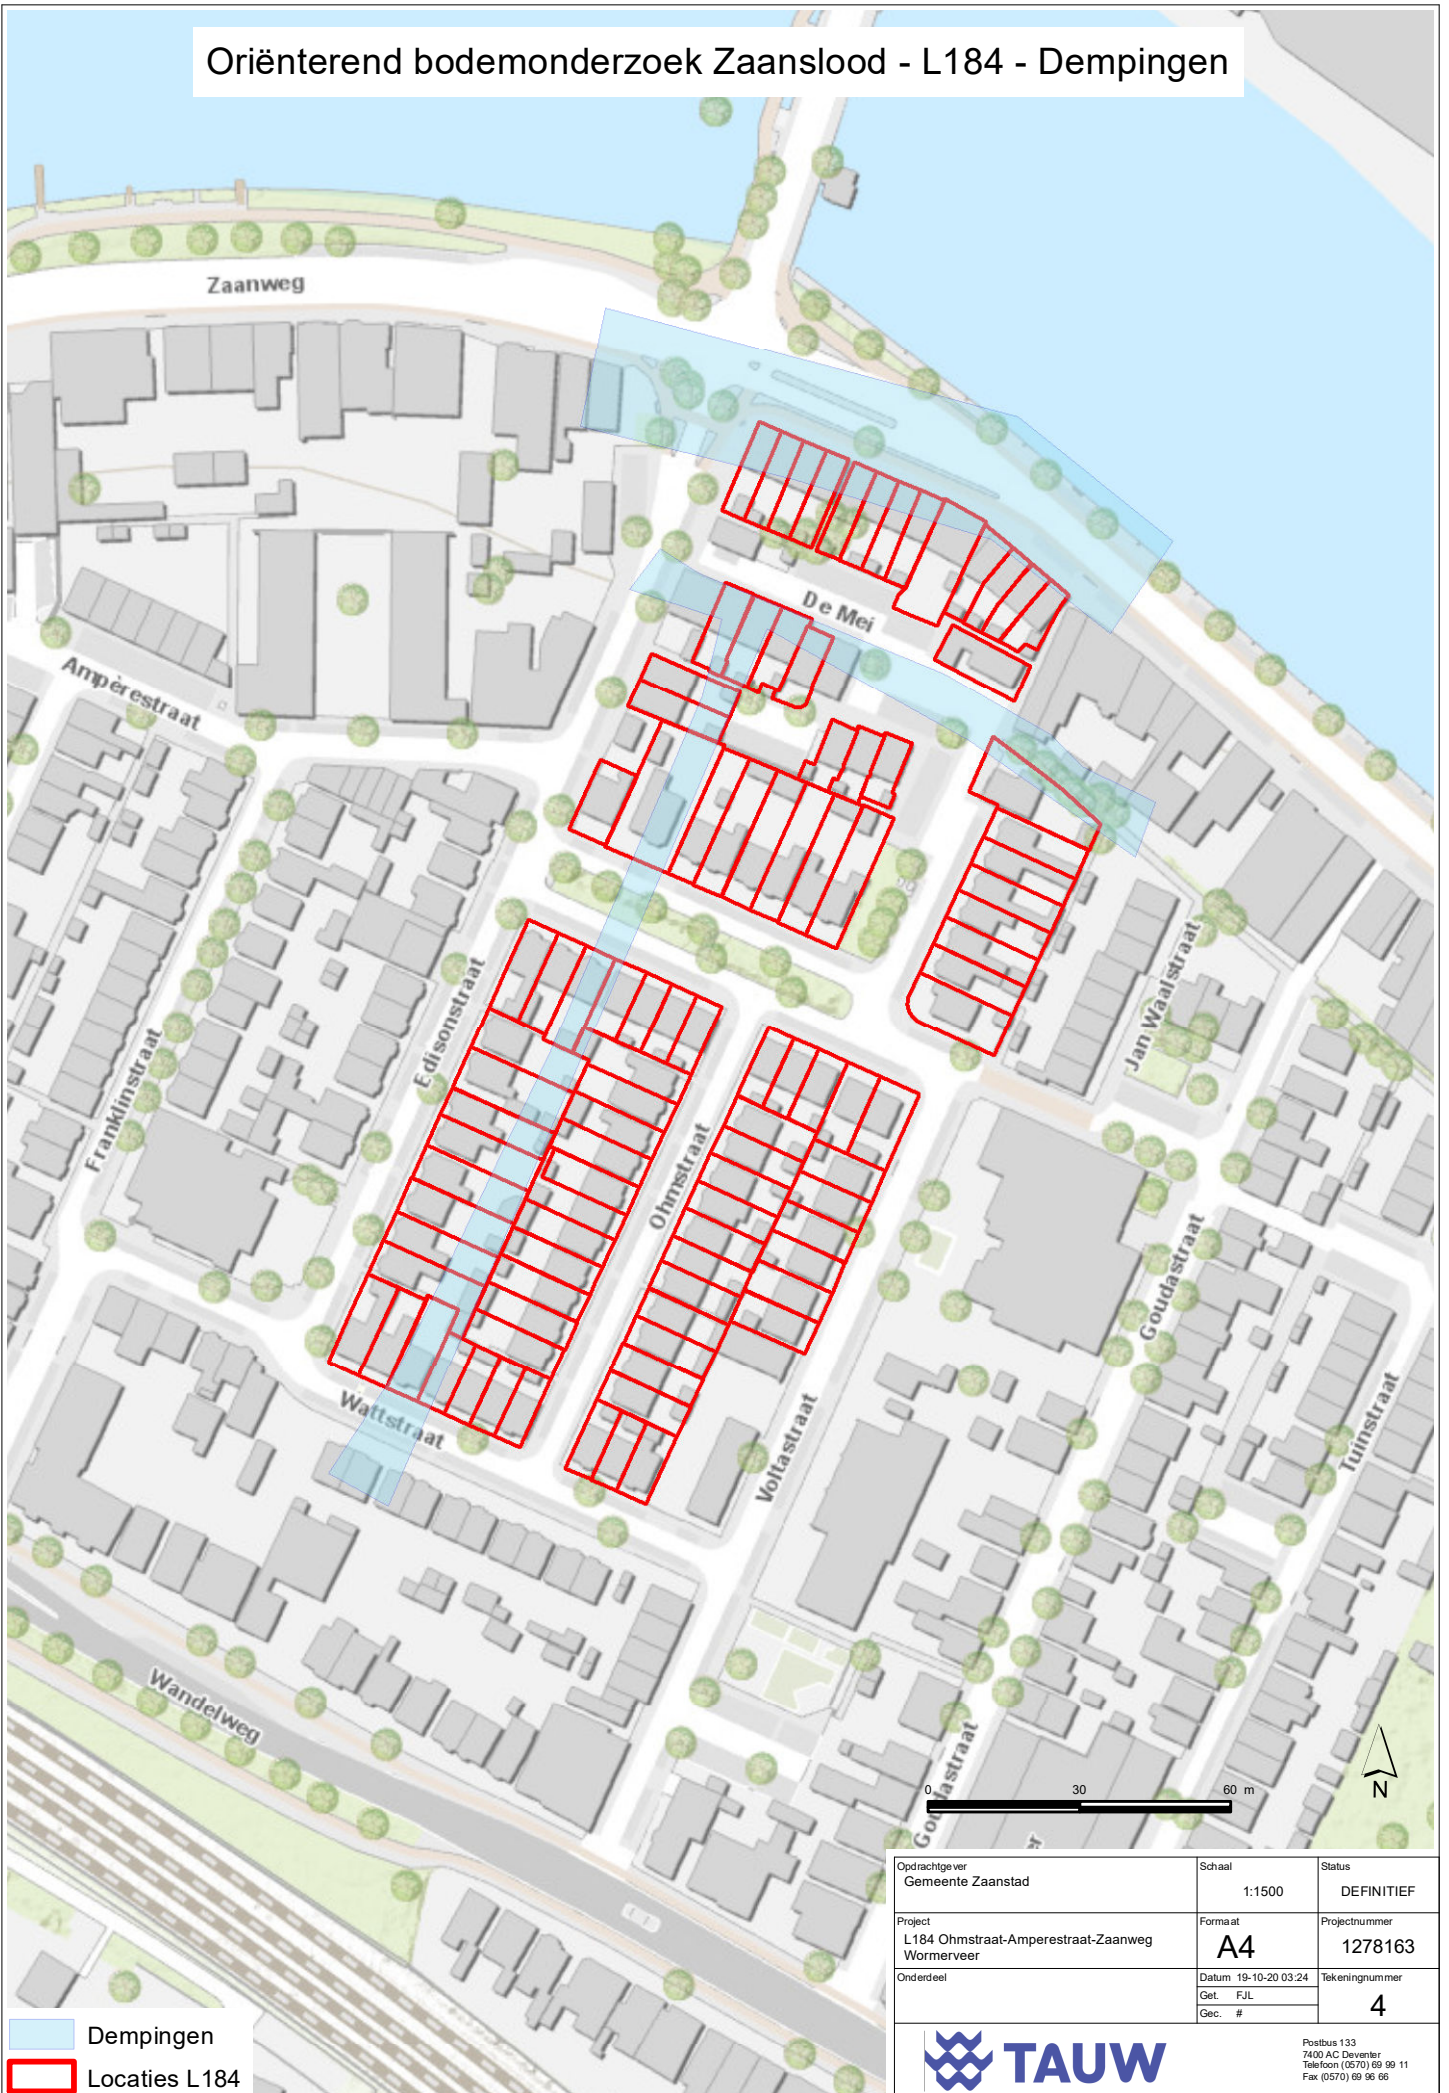 Oriënterend bodemonderzoek Zaanslood - L184 - Dempingen
Zaanweg
De Mei
Ampèrestraat
Edisonstraat
Franklinstraat
Jan Waalstraat
Ohmstraat
Goudastraat
Wattstraat
Voltastraat
Tuinstraat
Wandelweg
Goudastraat
er
0 30 60 m
N
Opdrachtgever
Gemeente Zaanstad
Schaal
1:1500
Status
DEFINITIEF
Project
L184 Ohmstraat-Amperestraat-Zaanweg
Wormerveer
Formaat
A4
Projectnummer
1278163
Onderdeel
Datum 19-10-20 03:24
Get. FJL
Gec. #
Tekeningnummer
4
TAUW
Postbus 133
7400 AC Deventer
Telefoon (0570) 69 99 11
Fax (0570) 69 96 66
Dempingen
Locaties L184